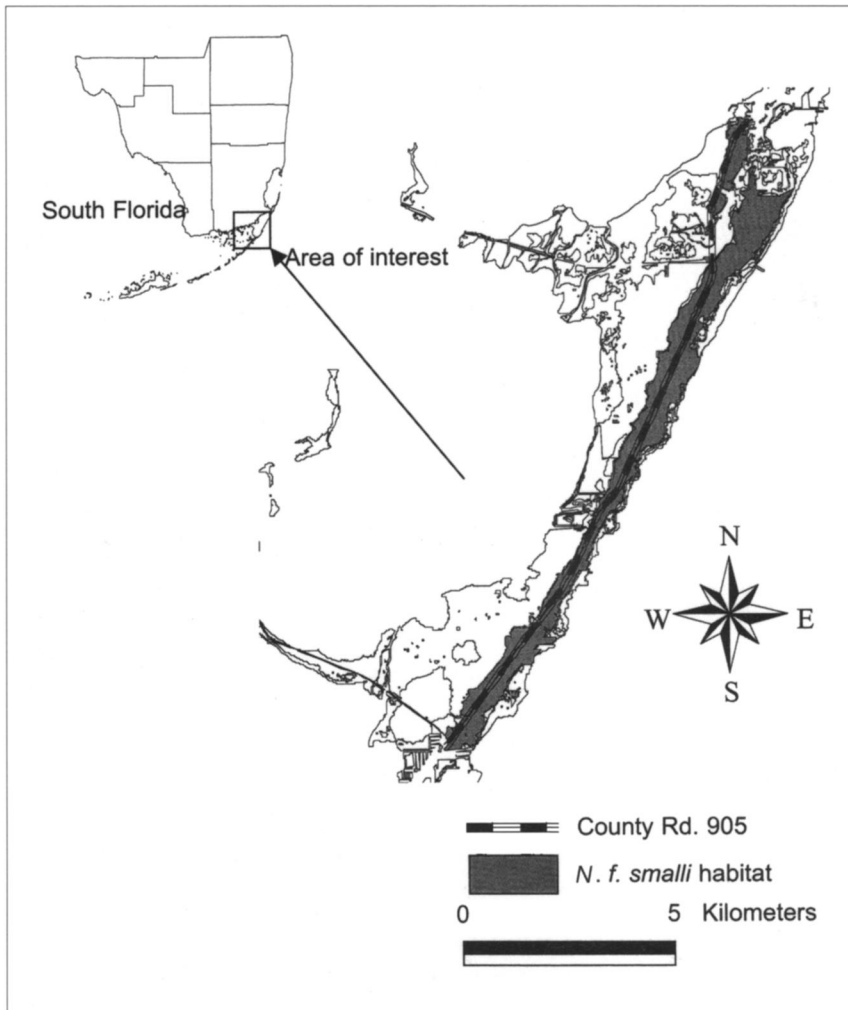 South Florida
Area of interest
N
W E
S
County Rd. 905
N. f. smalli habitat
0 5 Kilometers